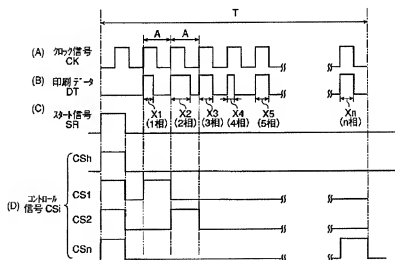 T
A A
(A) クロック信号
CK
(B) 印刷データ
DT
X1 X2 X3 X4 X5 Xn
(1相) (2相) (3相) (4相) (5相) (n相)
(C) スタート信号
SR
CSh
(D) コントロール
信号 CSi
CS1
CS2
CSn